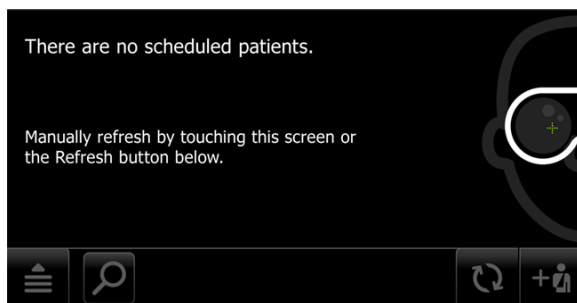 There are no scheduled patients.
Manually refresh by touching this screen or
the Refresh button below.